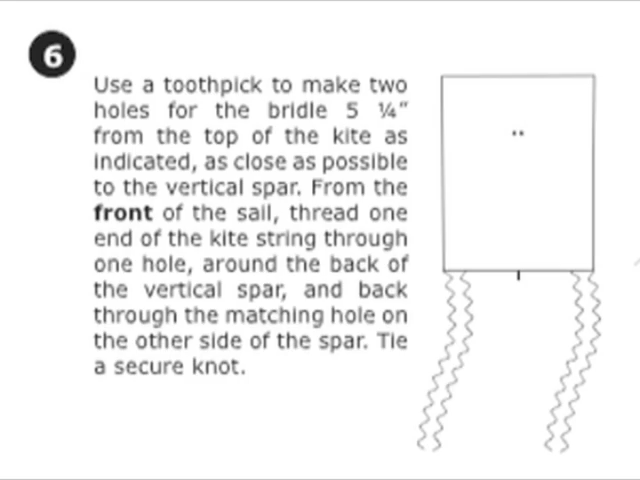 6
Use a toothpick to make two
holes for the bridle 5 ¼"
from the top of the kite as
indicated, as close as possible
to the vertical spar. From the
front of the sail, thread one
end of the kite string through
one hole, around the back of
the vertical spar, and back
through the matching hole on
the other side of the spar. Tie
a secure knot.